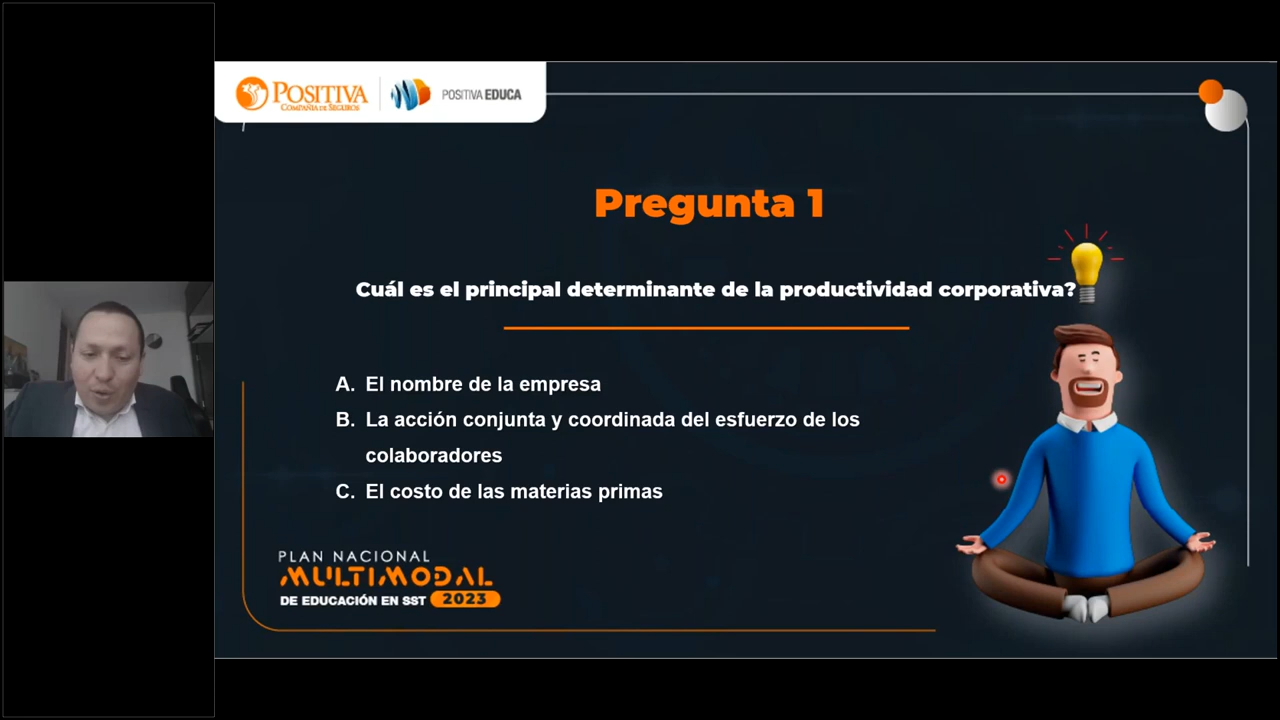 POSITIVA
COMPAÑÍA DE SEGUROS
POSITIVA EDUCA
Pregunta 1
Cuál es el principal determinante de la productividad corporativa?
A. El nombre de la empresa
B. La acción conjunta y coordinada del esfuerzo de los
colaboradores
C. El costo de las materias primas
PLAN NACIONAL
MULTIMODAL
DE EDUCACIÓN EN SST 2023